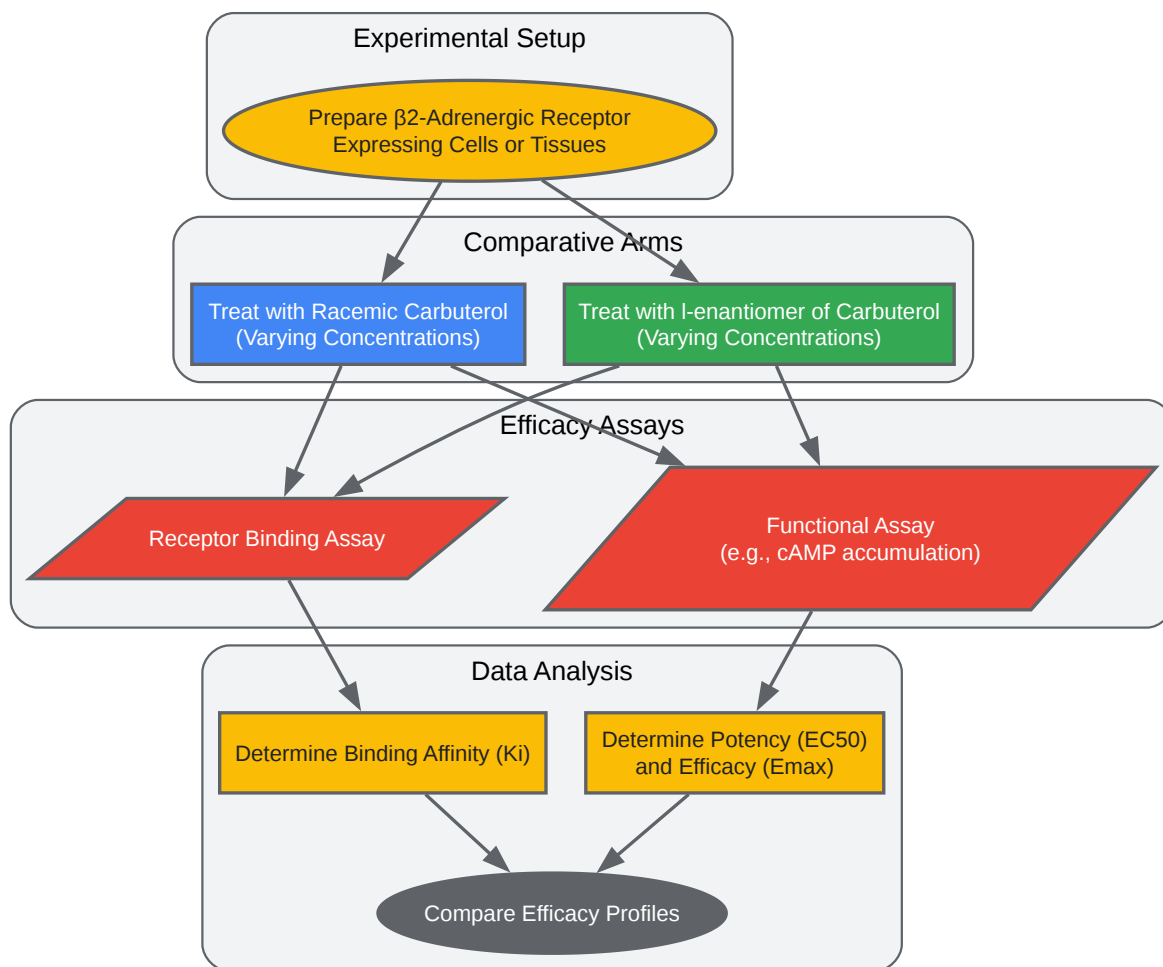 Experimental Setup
Prepare β2-Adrenergic Receptor
Expressing Cells or Tissues
Comparative Arms
Treat with Racemic Carbuterol
(Varying Concentrations)
Treat with l-enantiomer of Carbuterol
(Varying Concentrations)
Efficacy Assays
Receptor Binding Assay
Functional Assay
(e.g., cAMP accumulation)
Data Analysis
Determine Binding Affinity (Ki)
Determine Potency (EC50)
and Efficacy (Emax)
Compare Efficacy Profiles